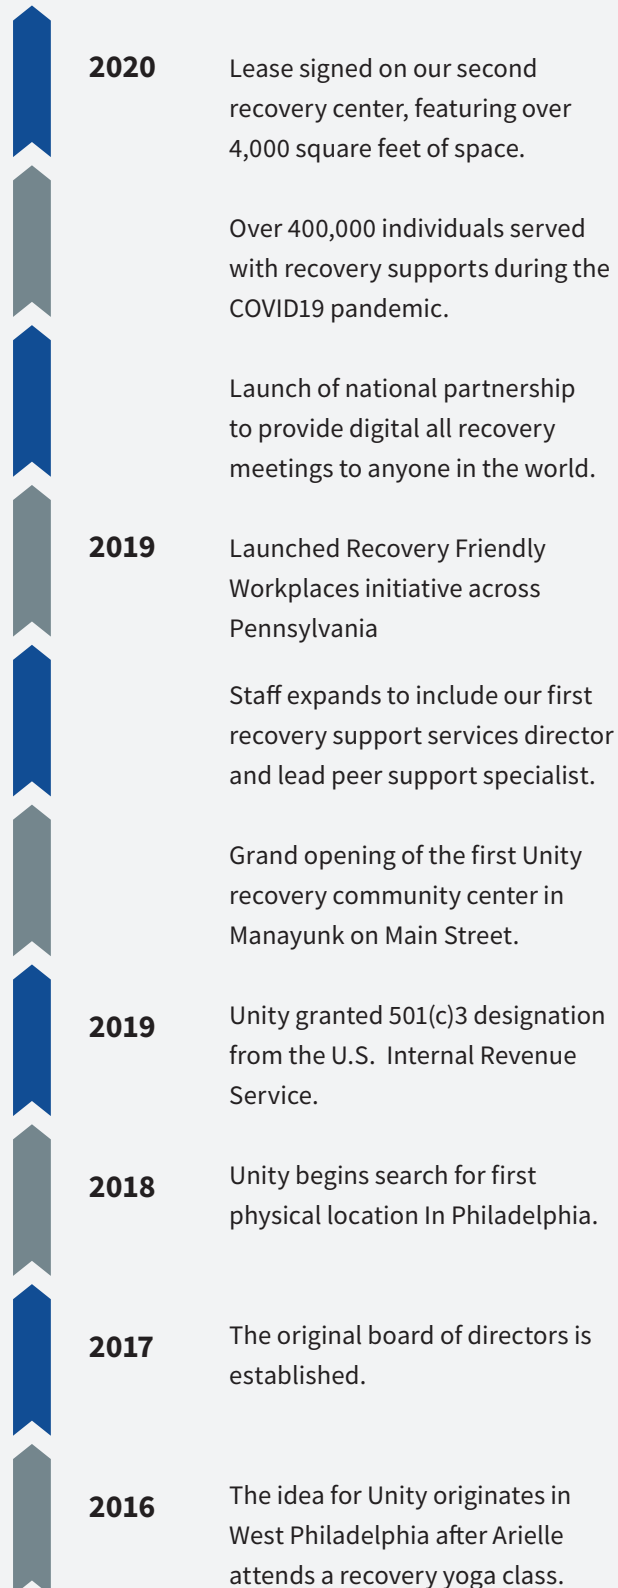 2020
Lease signed on our second
recovery center, featuring over
4,000 square feet of space.
Over 400,000 individuals served
with recovery supports during the
COVID19 pandemic.
Launch of national partnership
to provide digital all recovery
meetings to anyone in the world.
2019
Launched Recovery Friendly
Workplaces initiative across
Pennsylvania
Staff expands to include our first
recovery support services director
and lead peer support specialist.
Grand opening of the first Unity
recovery community center in
Manayunk on Main Street.
2019
Unity granted 501(c)3 designation
from the U.S.  Internal Revenue
Service.
2018
Unity begins search for first
physical location In Philadelphia.
2017
The original board of directors is
established.
2016
The idea for Unity originates in
West Philadelphia after Arielle
attends a recovery yoga class.